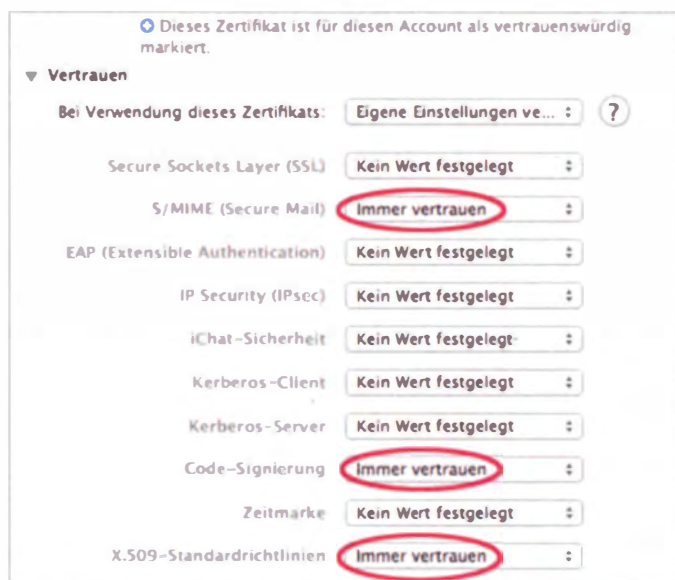 Dieses Zertifikat ist für diesen Account als vertrauenswürdig
markiert.
Vertrauen
Bei Verwendung dieses Zertifikats: Eigene Einstellungen ve... ?
Secure Sockets Layer (SSL) Kein Wert festgelegt
S/MIME (Secure Mail) Immer vertrauen
EAP (Extensible Authentication) Kein Wert festgelegt
IP Security (IPsec) Kein Wert festgelegt
iChat-Sicherheit Kein Wert festgelegt
Kerberos-Client Kein Wert festgelegt
Kerberos-Server Kein Wert festgelegt
Code-Signierung Immer vertrauen
Zeitmarke Kein Wert festgelegt
X.509-Standardrichtlinien Immer vertrauen